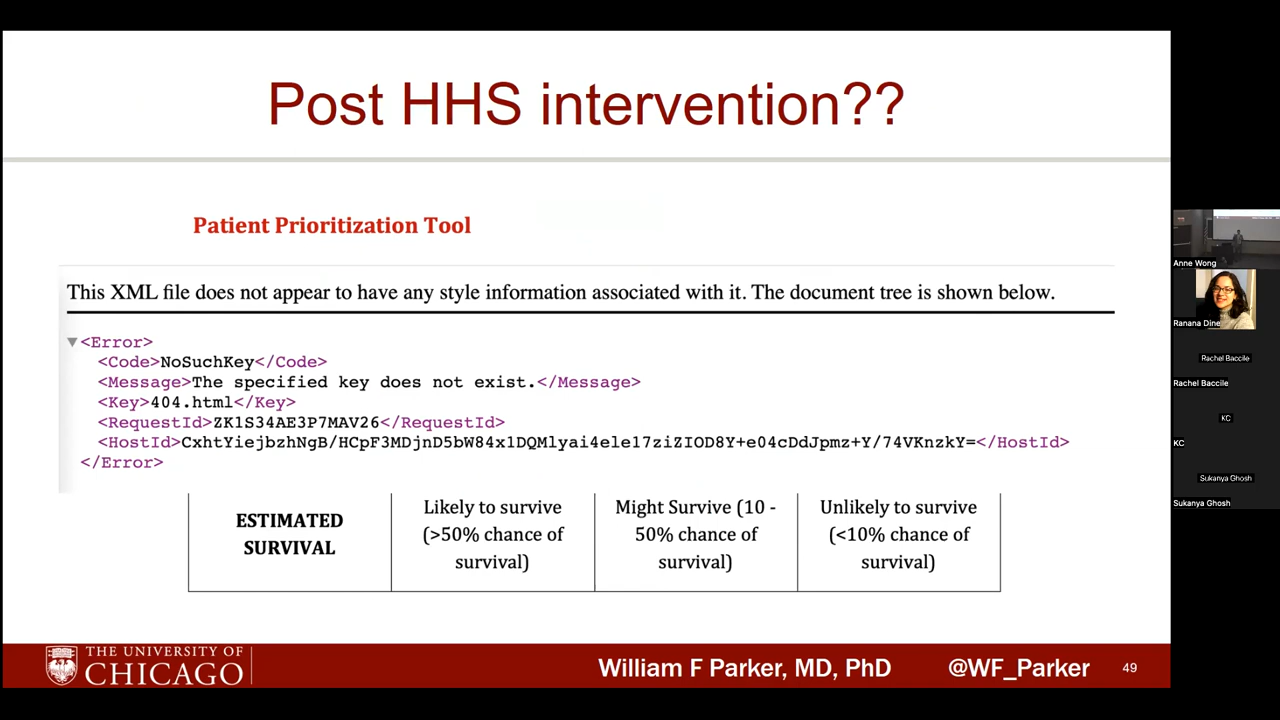 Post HHS intervention??
Patient Prioritization Tool
This XML file does not appear to have any style information associated with it. The document tree is shown below.
▼<Error>
<Code>NoSuchKey</Code>
<Message>The specified key does not exist.</Message>
<Key>404.html</Key>
<RequestId>ZK1S34AE3P7MAV26</RequestId>
<HostId>CxhtYiejbzhNgB/HCpF3MDjnD5bW84x1DQMlyai4ele17ziZIOD8Y+e04cDdJpmz+Y/74VKnzkY=</HostId>
</Error>
ESTIMATED
SURVIVAL
Likely to survive
(>50% chance of
survival)
Might Survive (10 -
50% chance of
survival)
Unlikely to survive
(<10% chance of
survival)
THE UNIVERSITY OF
CHICAGO
William F Parker, MD, PhD
@WF_Parker
49
Anne Wong
Ranana Dine
Rachel Baccile
Rachel Baccile
KC
KC
Sukanya Ghosh
Sukanya Ghosh